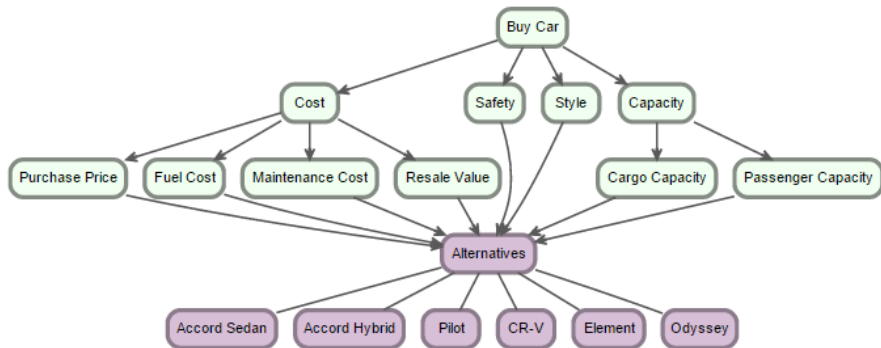 Buy Car
Cost
Safety
Style
Capacity
Purchase Price
Fuel Cost
Maintenance Cost
Resale Value
Cargo Capacity
Passenger Capacity
Alternatives
Accord Sedan
Accord Hybrid
Pilot
CR-V
Element
Odyssey